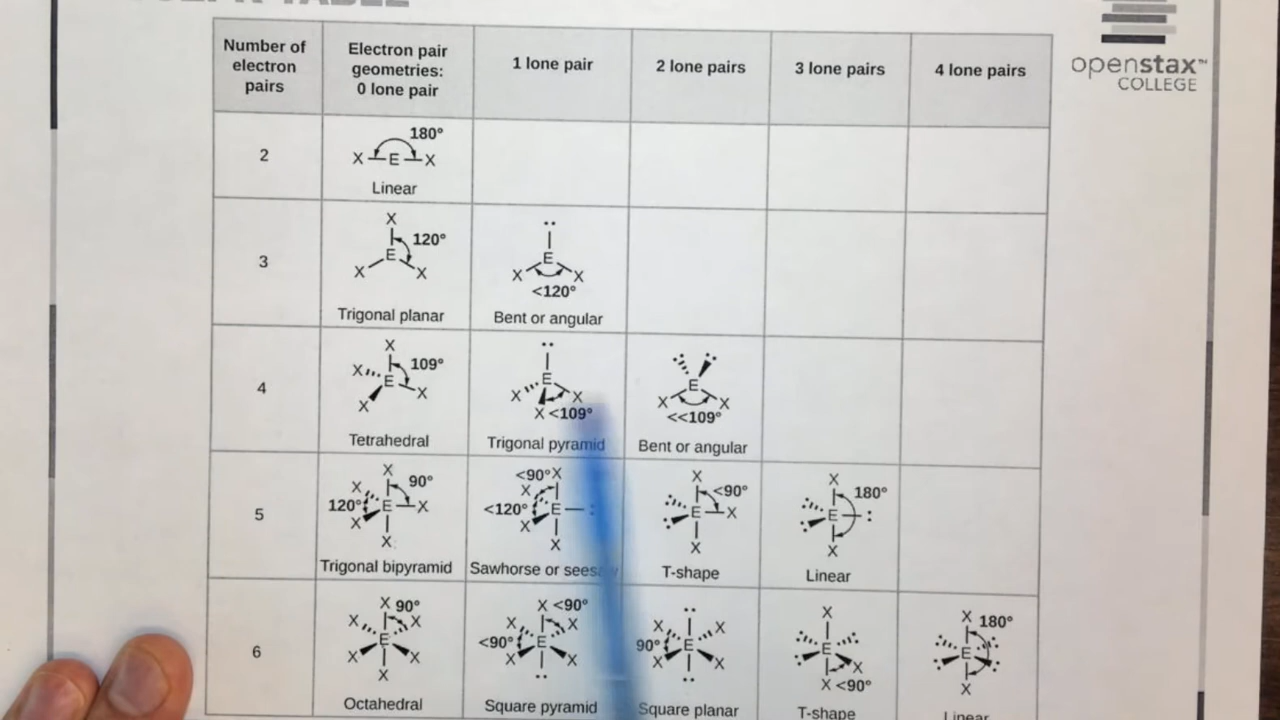 openstax™
COLLEGE
Number of
electron
pairs
Electron pair
geometries:
0 lone pair
1 lone pair
2 lone pairs
3 lone pairs
4 lone pairs
2
180°
X E X
Linear
3
X
120°
E
X X
Trigonal planar
..
E
X X
<120°
Bent or angular
4
X
109°
X E
X X
Tetrahedral
..
E
X X
X <109°
Trigonal pyramid
: :
E
X X
<<109°
Bent or angular
5
X
90°
X
120° E X
X
X
Trigonal bipyramid
<90° X
X
<120° E :
X
X
Sawhorse or
X
<90°
:
: E X
X
T-shape
X
180°
:
: E :
X
Linear
6
X 90°
X X
E
X X
X
Octahedral
X <90°
X X
<90° E
X X
..
Square pyramid
..
X X
90° E
X X
..
Square planar
X
: :
E
: X
X <90°
T-shape
X 180°
: :
E
: :
X
Linear